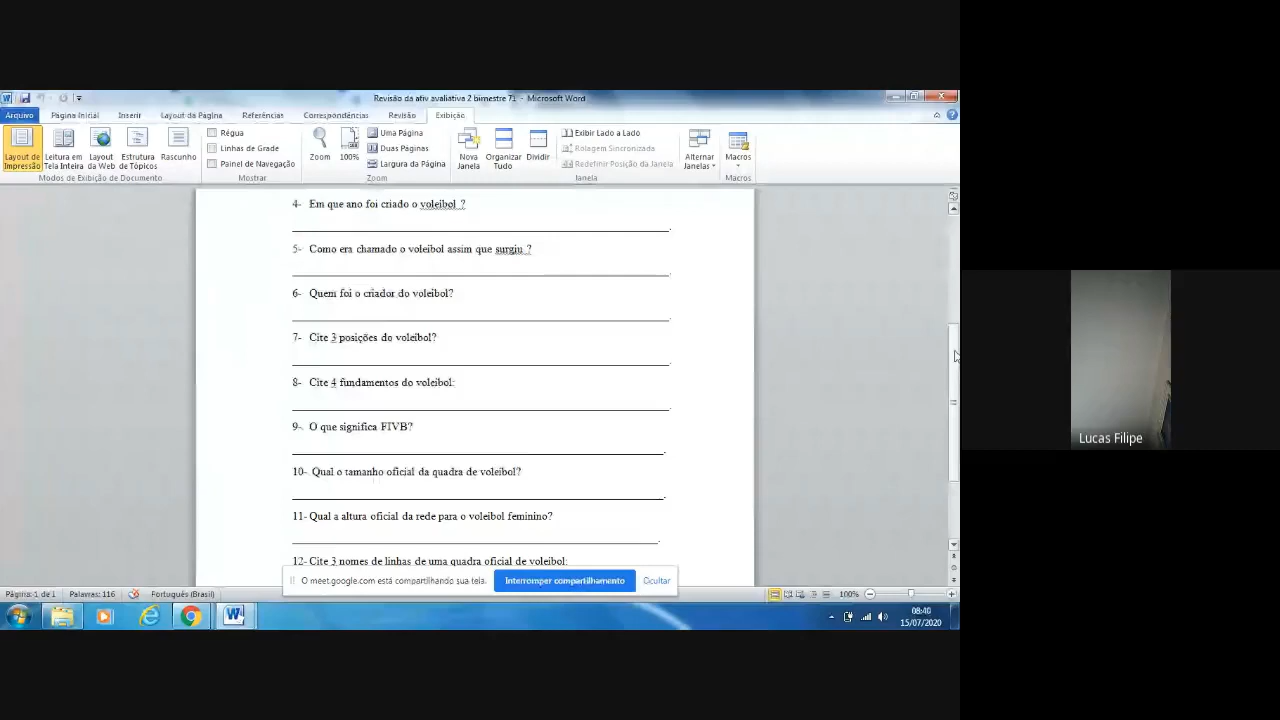 Revisão da ativ avaliativa 2 bimestre 71 - Microsoft Word
Arquivo Página Inicial Inserir Layout da Página Referências Correspondências Revisão Exibição
Layout de Impressão
Leitura em Tela Inteira
Layout da Web
Estrutura de Tópicos
Rascunho
Modos de Exibição de Documento
Régua
Linhas de Grade
Painel de Navegação
Mostrar
Zoom
100%
Uma Página
Duas Páginas
Largura da Página
Zoom
Nova Janela
Organizar Tudo
Dividir
Exibir Lado a Lado
Rolagem Sincronizada
Redefinir Posição da Janela
Alternar Janelas
Janela
Macros
Macros
4- Em que ano foi criado o voleibol ?
5- Como era chamado o voleibol assim que surgiu ?
6- Quem foi o criador do voleibol?
7- Cite 3 posições do voleibol?
8- Cite 4 fundamentos do voleibol:
9- O que significa FIVB?
10- Qual o tamanho oficial da quadra de voleibol?
11- Qual a altura oficial da rede para o voleibol feminino?
12- Cite 3 nomes de linhas de uma quadra oficial de voleibol:
O meet.google.com está compartilhando sua tela. Interromper compartilhamento Ocultar
Página: 1 de 1 Palavras: 116 Português (Brasil) 100%
08:40
15/07/2020
Lucas Filipe